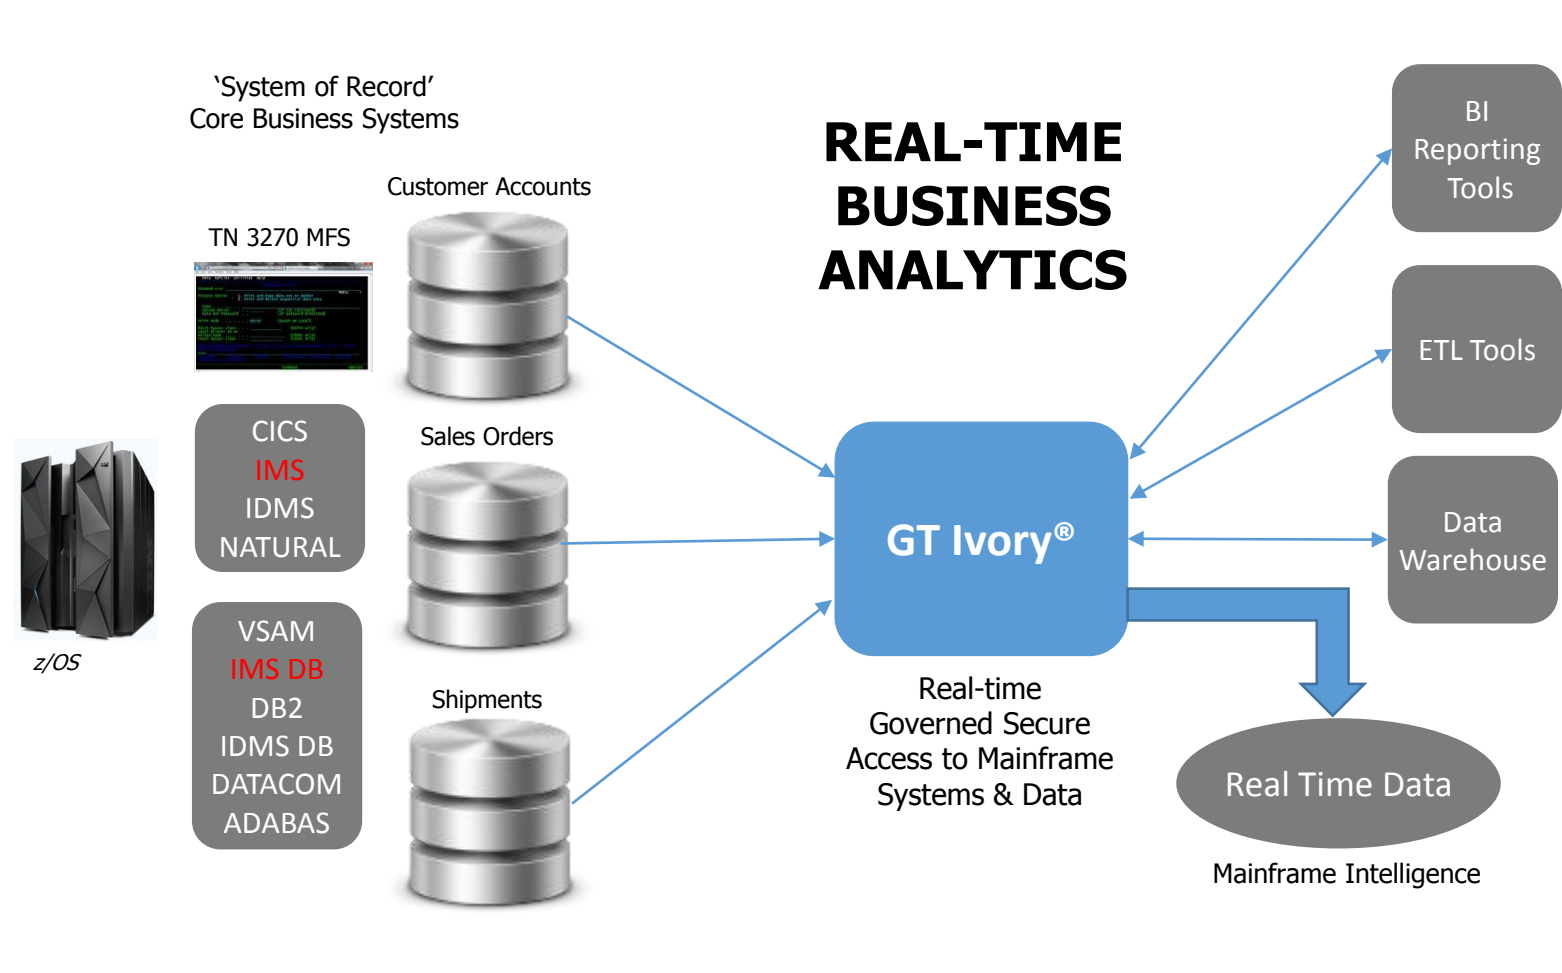 ‘System of Record’
Core Business Systems
Customer Accounts
TN 3270 MFS
CICS
IMS
IDMS
NATURAL
VSAM
IMS DB
DB2
IDMS DB
DATACOM
ADABAS
z/OS
Sales Orders
Shipments
REAL-TIME
BUSINESS
ANALYTICS
GT Ivory®
Real-time
Governed Secure
Access to Mainframe
Systems & Data
BI
Reporting
Tools
ETL Tools
Data
Warehouse
Real Time Data
Mainframe Intelligence